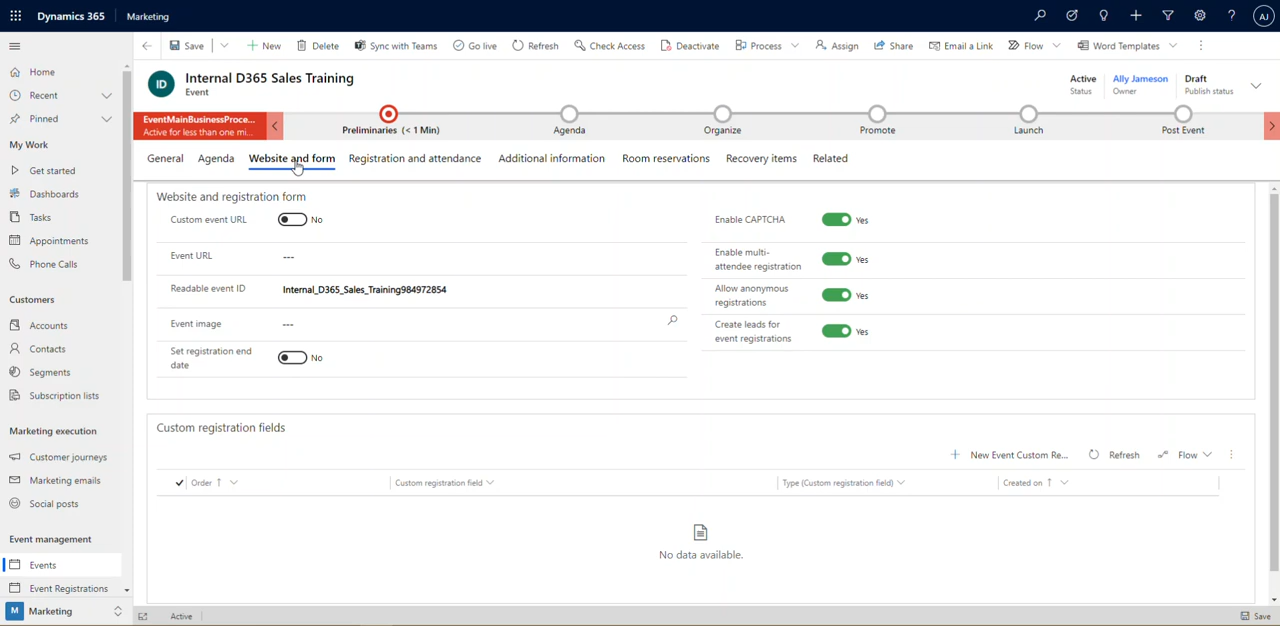 Dynamics 365 Marketing AJ
Save New Delete Sync with Teams Go live Refresh Check Access Deactivate Process Assign Share Email a Link Flow Word Templates
Home
Recent
Pinned
My Work
Get started
Dashboards
Tasks
Appointments
Phone Calls
Customers
Accounts
Contacts
Segments
Subscription lists
Marketing execution
Customer journeys
Marketing emails
Social posts
Event management
Events
Event Registrations
M Marketing
ID
Internal D365 Sales Training
Event
Active
Status
Ally Jameson
Owner
Draft
Publish status
EventMainBusinessProce...
Active for less than one mi...
Preliminaries (< 1 Min) Agenda Organize Promote Launch Post Event
General Agenda Website and form Registration and attendance Additional information Room reservations Recovery items Related
Website and registration form
Custom event URL No
Event URL ---
Readable event ID Internal_D365_Sales_Training984972854
Event image ---
Set registration end
date
No
Enable CAPTCHA Yes
Enable multi-
attendee registration
Yes
Allow anonymous
registrations
Yes
Create leads for
event registrations
Yes
Custom registration fields
New Event Custom Re... Refresh Flow
Order Custom registration field Type (Custom registration field) Created on
No data available.
Active Save